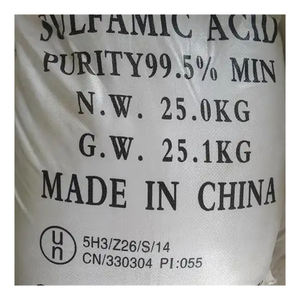 SULFAMIC ACID
PURITY99.5% MIN
N.W. 25.0KG
G.W. 25.1KG
MADE IN CHINA
un
5H3/Z26/S/14
CN/330304 PI:055